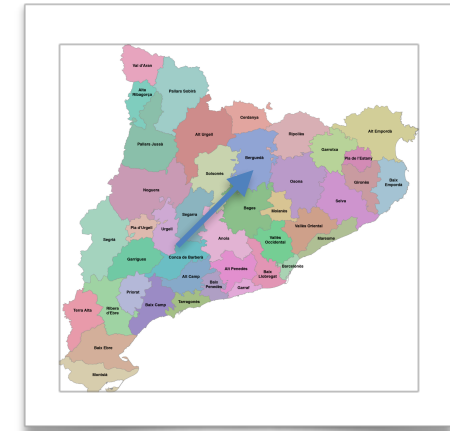 Val d'Aran
Alta
Ribagorça
Pallars Sobirà
Alt Urgell
Cerdanya
Ripollès
Alt Empordà
Garrotxa
Pla de l'Estany
Pallars Jussà
Berguedà
Solsonès
Osona
Gironès
Baix
Empordà
Noguera
Selva
Bages
Moianès
Segarra
Pla d'Urgell
Urgell
Segrià
Anoia
Vallès Oriental
Maresme
Vallès
Occidental
Garrigues
Conca de Barberà
Barcelonès
Alt Penedès
Baix
Llobregat
Alt Camp
Baix
Penedès
Garraf
Priorat
Tarragonès
Baix Camp
Terra Alta
Ribera
d'Ebre
Baix Ebre
Montsià